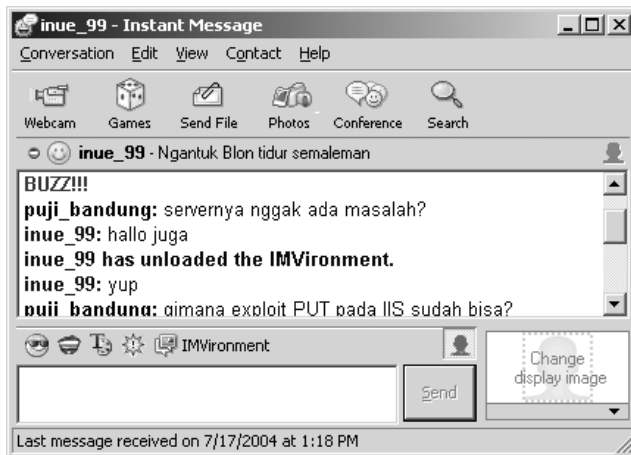 inue_99 - Instant Message
Conversation Edit View Contact Help
Webcam Games Send File Photos Conference Search
inue_99 - Ngantuk Blon tidur semaleman
BUZZ!!!
puji_bandung: servernya nggak ada masalah?
inue_99: hallo juga
inue_99 has unloaded the IMVironment.
inue_99: yup
puji_bandung: gimana exploit PUT pada IIS sudah bisa?
IMVironment
Change
display image
Send
Last message received on 7/17/2004 at 1:18 PM